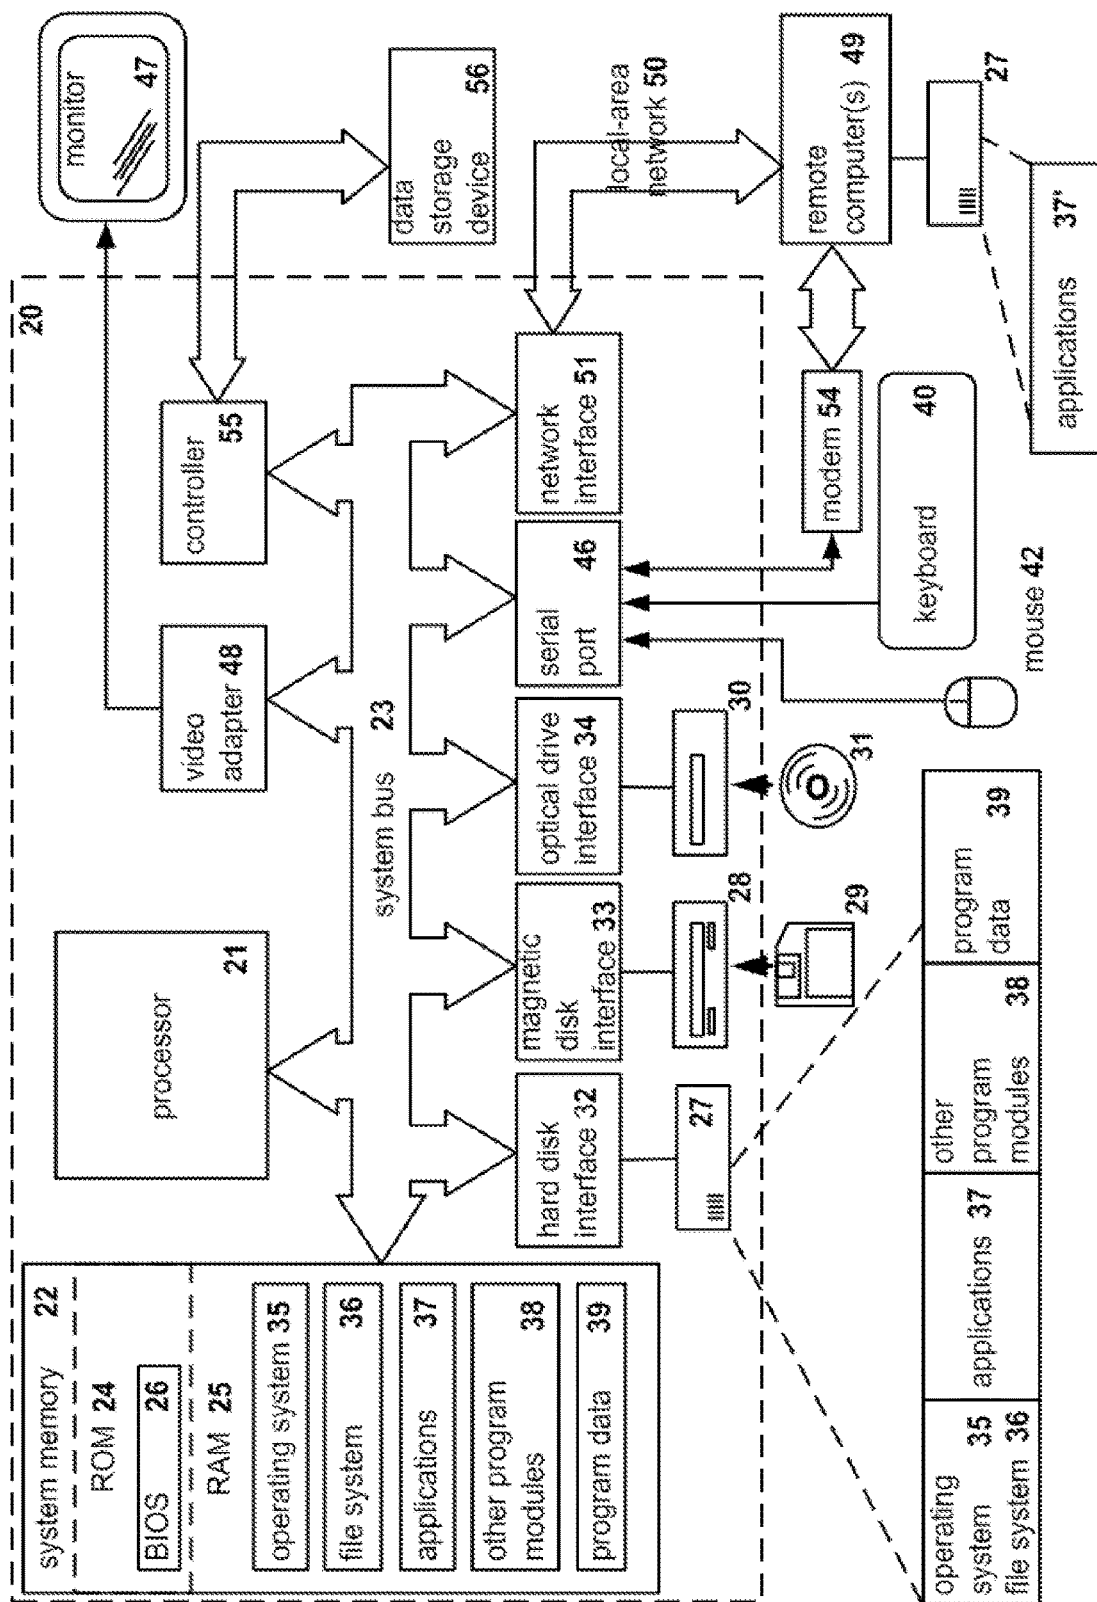 system memory 22
ROM 24
BIOS 26
RAM 25
operating system 35
file system 36
applications 37
other program
modules 38
program data 39
processor
21
20
video
adapter 48
controller
55
monitor
47
system bus 23
data
storage
device
56
hard disk
interface 32
magnetic
disk
interface 33
optical drive
interface 34
serial
port
46
network
interface 51
local-area
network 50
27
28
30
29
31
modem 54
remote
computer(s) 49
keyboard
40
mouse 42
27
applications
37'
operating
system 35
file system 36
applications 37
other
program
modules 38
program
data
39